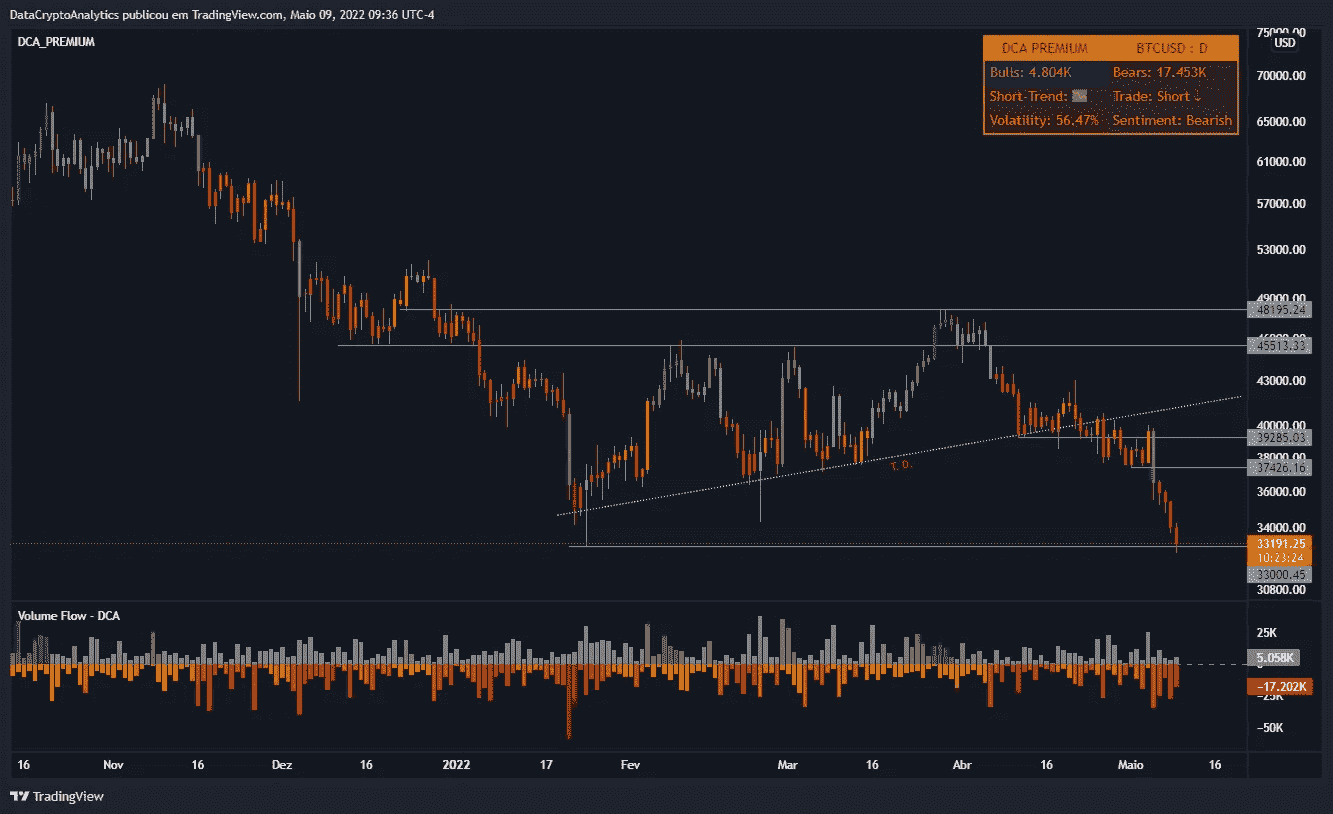 DataCryptoAnalytics publicou em TradingView.com, Maio 09, 2022 09:36 UTC-4
DCA_PREMIUM
DCA PREMIUM BTCUSD : D
Bulls: 4.804K Bears: 17.453K
Short-Trend: Trade: Short
Volatility: 56.47% Sentiment: Bearish
75000.00
USD
70000.00
65000.00
61000.00
57000.00
53000.00
49000.00
48195.24
45513.33
43000.00
40000.00
39285.03
38000.00
37426.16
36000.00
34000.00
33191.25
10:23:24
33000.45
30800.00
T. O.
Volume Flow - DCA
25K
5.058K
-17.202K
−25K
−50K
16 Nov 16 Dez 16 2022 17 Fev Mar 16 Abr 16 Maio 16
TradingView